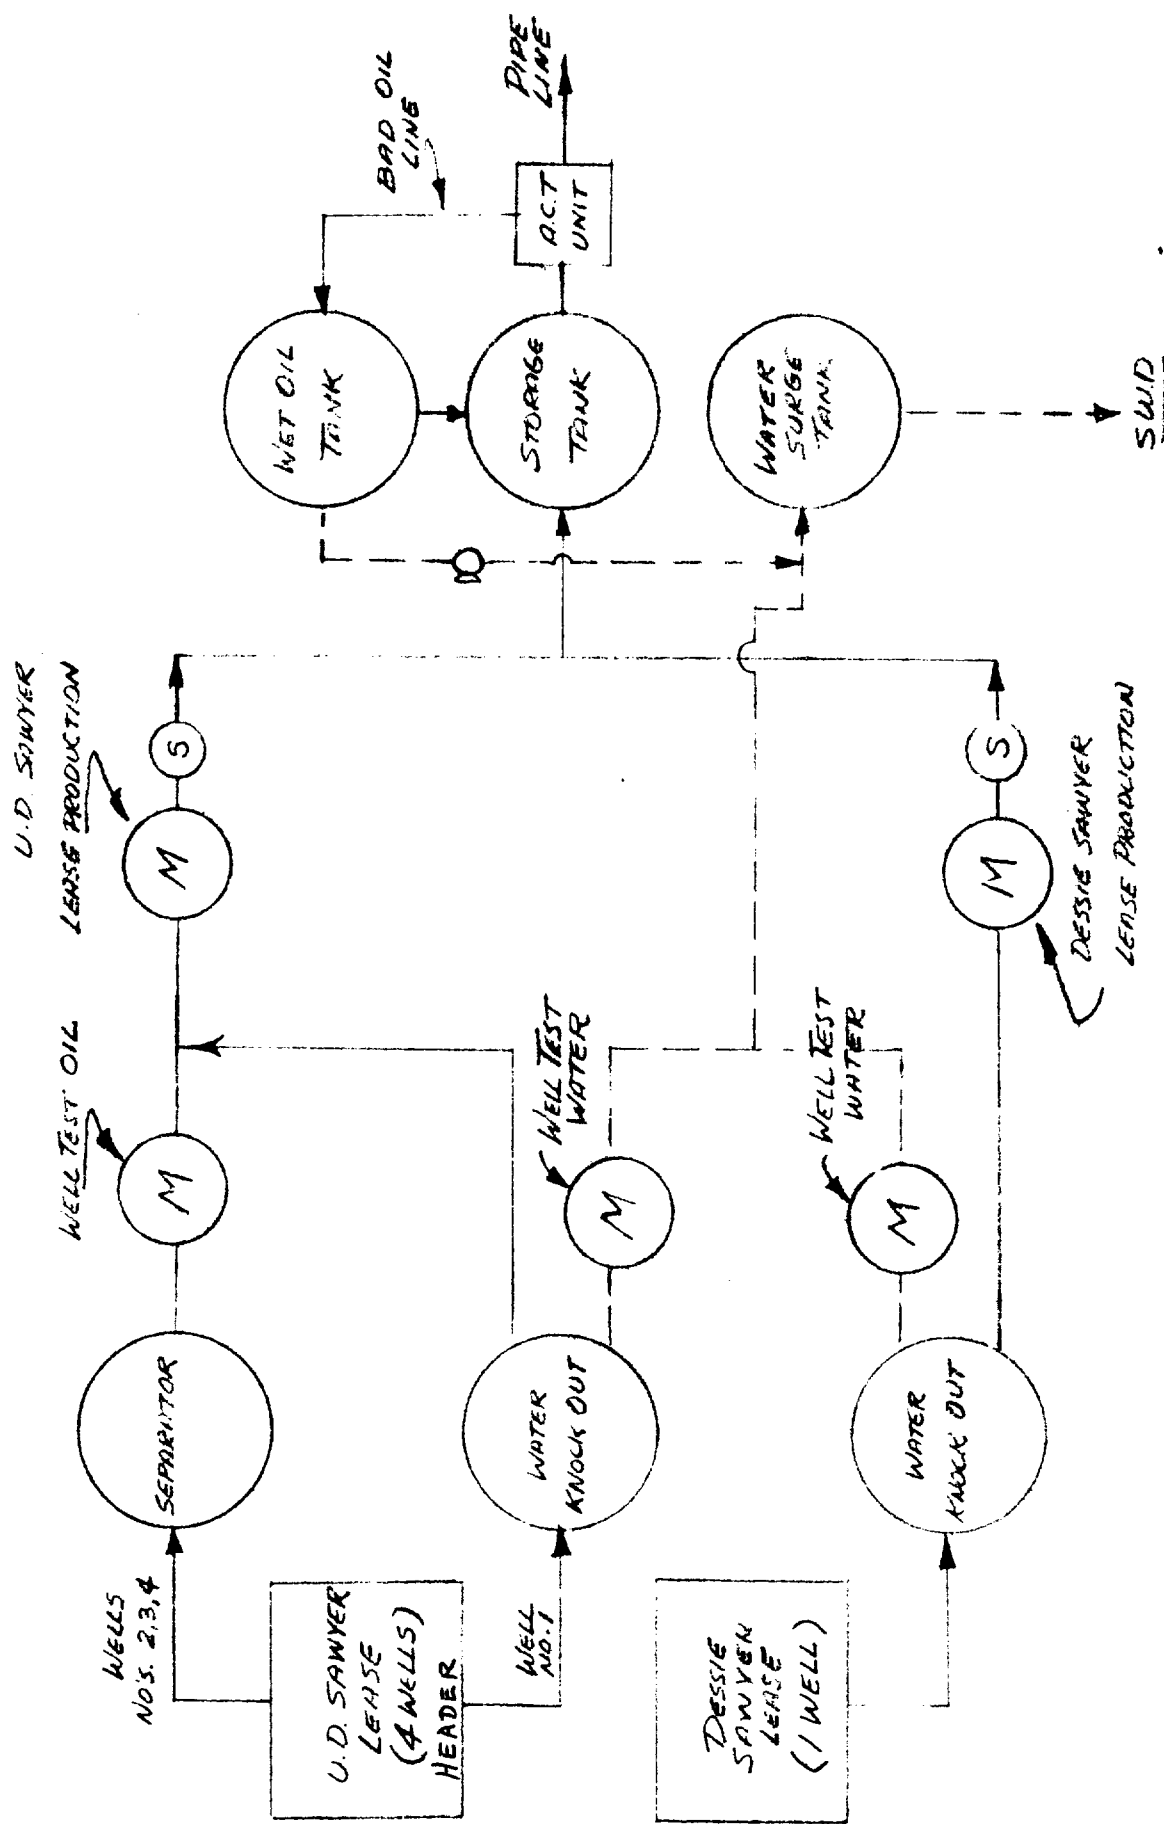 WELLS
NO'S. 2,3,4
SEPARATOR
WELL TEST OIL
M
U.D. SAWYER
LEASE PRODUCTION
M
S
U.D. SAWYER
LEASE
(4 WELLS)
HEADER
WELL
NO. 1
WATER
KNOCK OUT
M
WELL TEST
WATER
DESSIE
SAWYER
LEASE
(1 WELL)
WATER
KNOCK OUT
M
WELL TEST
WATER
M
S
DESSIE SAWYER
LEASE PRODUCTION
WET OIL
TANK
BAD OIL
LINE
STORAGE
TANK
A.C.T
UNIT
PIPE
LINE
WATER
SURGE
TANK
SWD